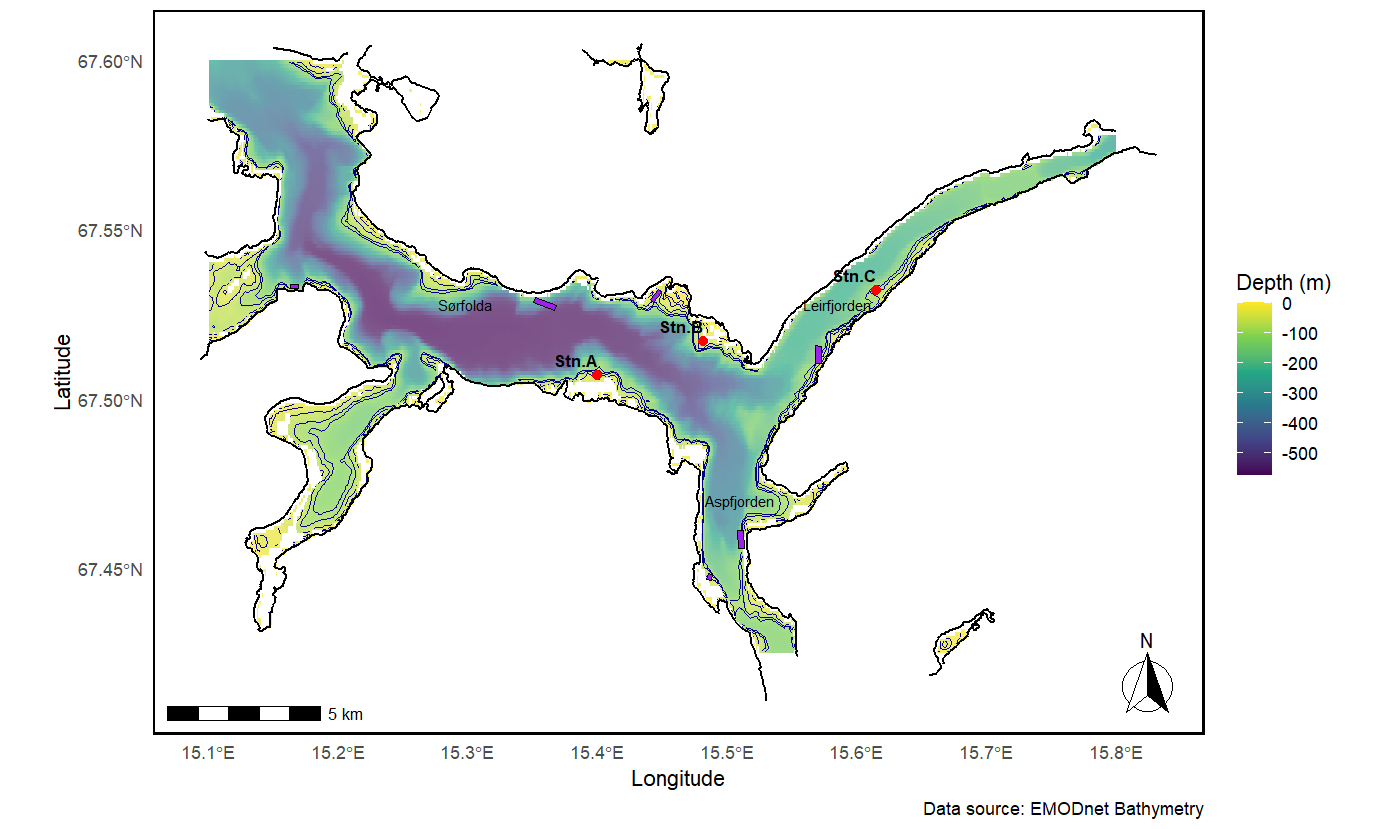 67.60°N
67.55°N
67.50°N
67.45°N
Latitude
Stn.C
Leirfjorden
Sørfolda
Stn.B
Stn.A
Aspfjorden
N
5 km
15.1°E 15.2°E 15.3°E 15.4°E 15.5°E 15.6°E 15.7°E 15.8°E
Longitude
Data source: EMODnet Bathymetry
Depth (m)
0
-100
-200
-300
-400
-500